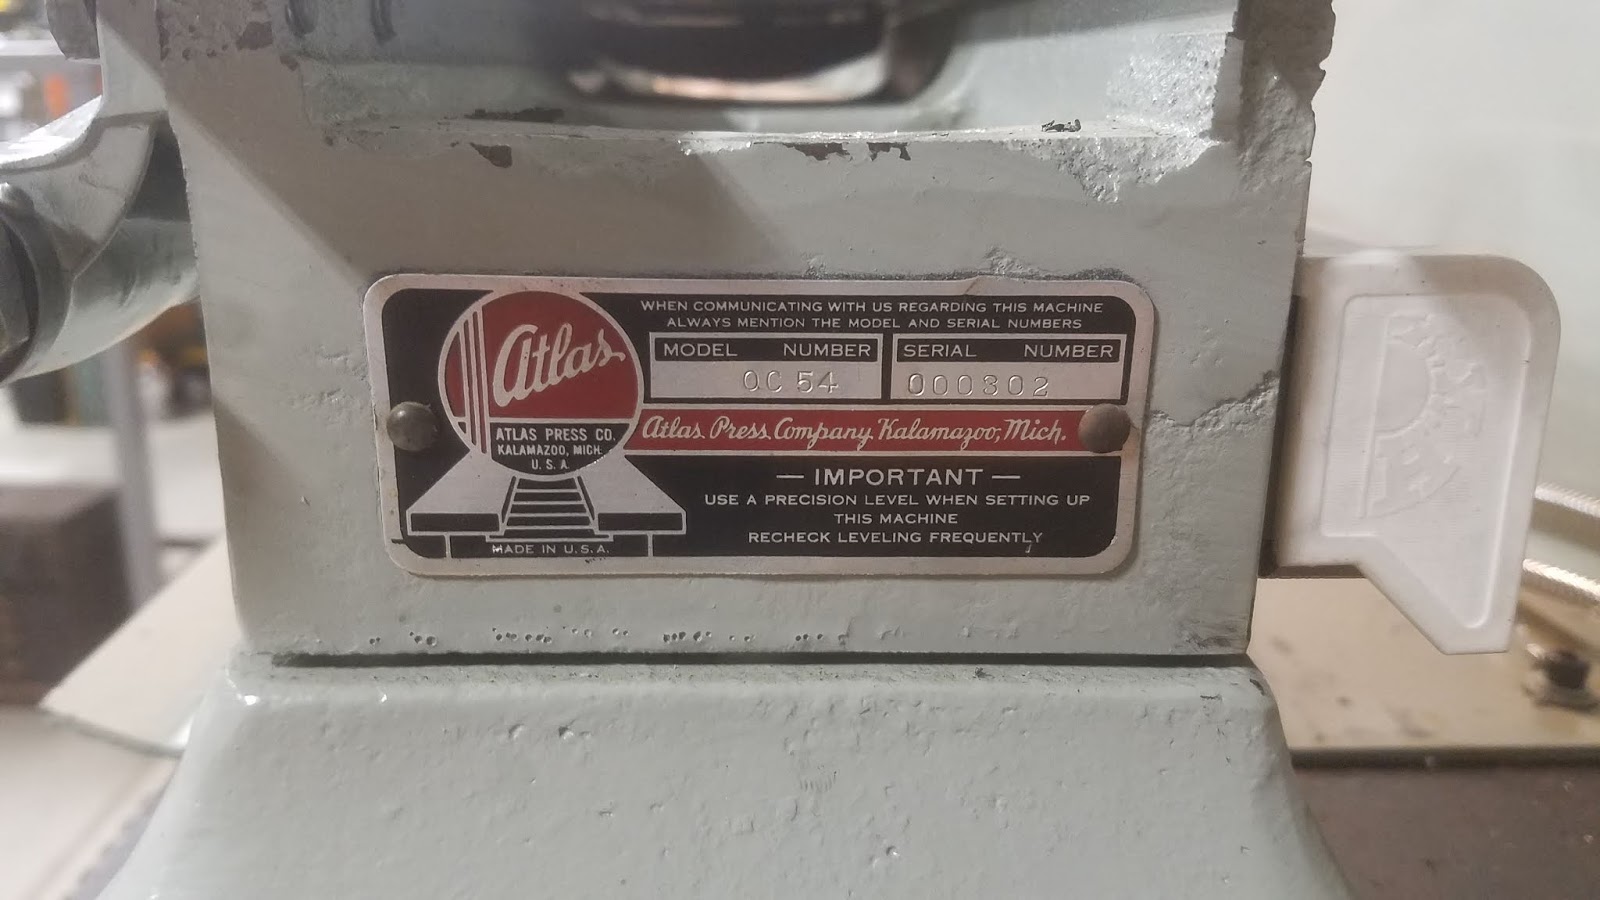 Atlas
ATLAS PRESS CO.
KALAMAZOO, MICH.
U. S. A.
MADE IN U. S. A.
WHEN COMMUNICATING WITH US REGARDING THIS MACHINE
ALWAYS MENTION THE MODEL AND SERIAL NUMBERS
MODEL NUMBER
QC 54
SERIAL NUMBER
000302
Atlas Press Company Kalamazoo, Mich.
— IMPORTANT —
USE A PRECISION LEVEL WHEN SETTING UP
THIS MACHINE
RECHECK LEVELING FREQUENTLY